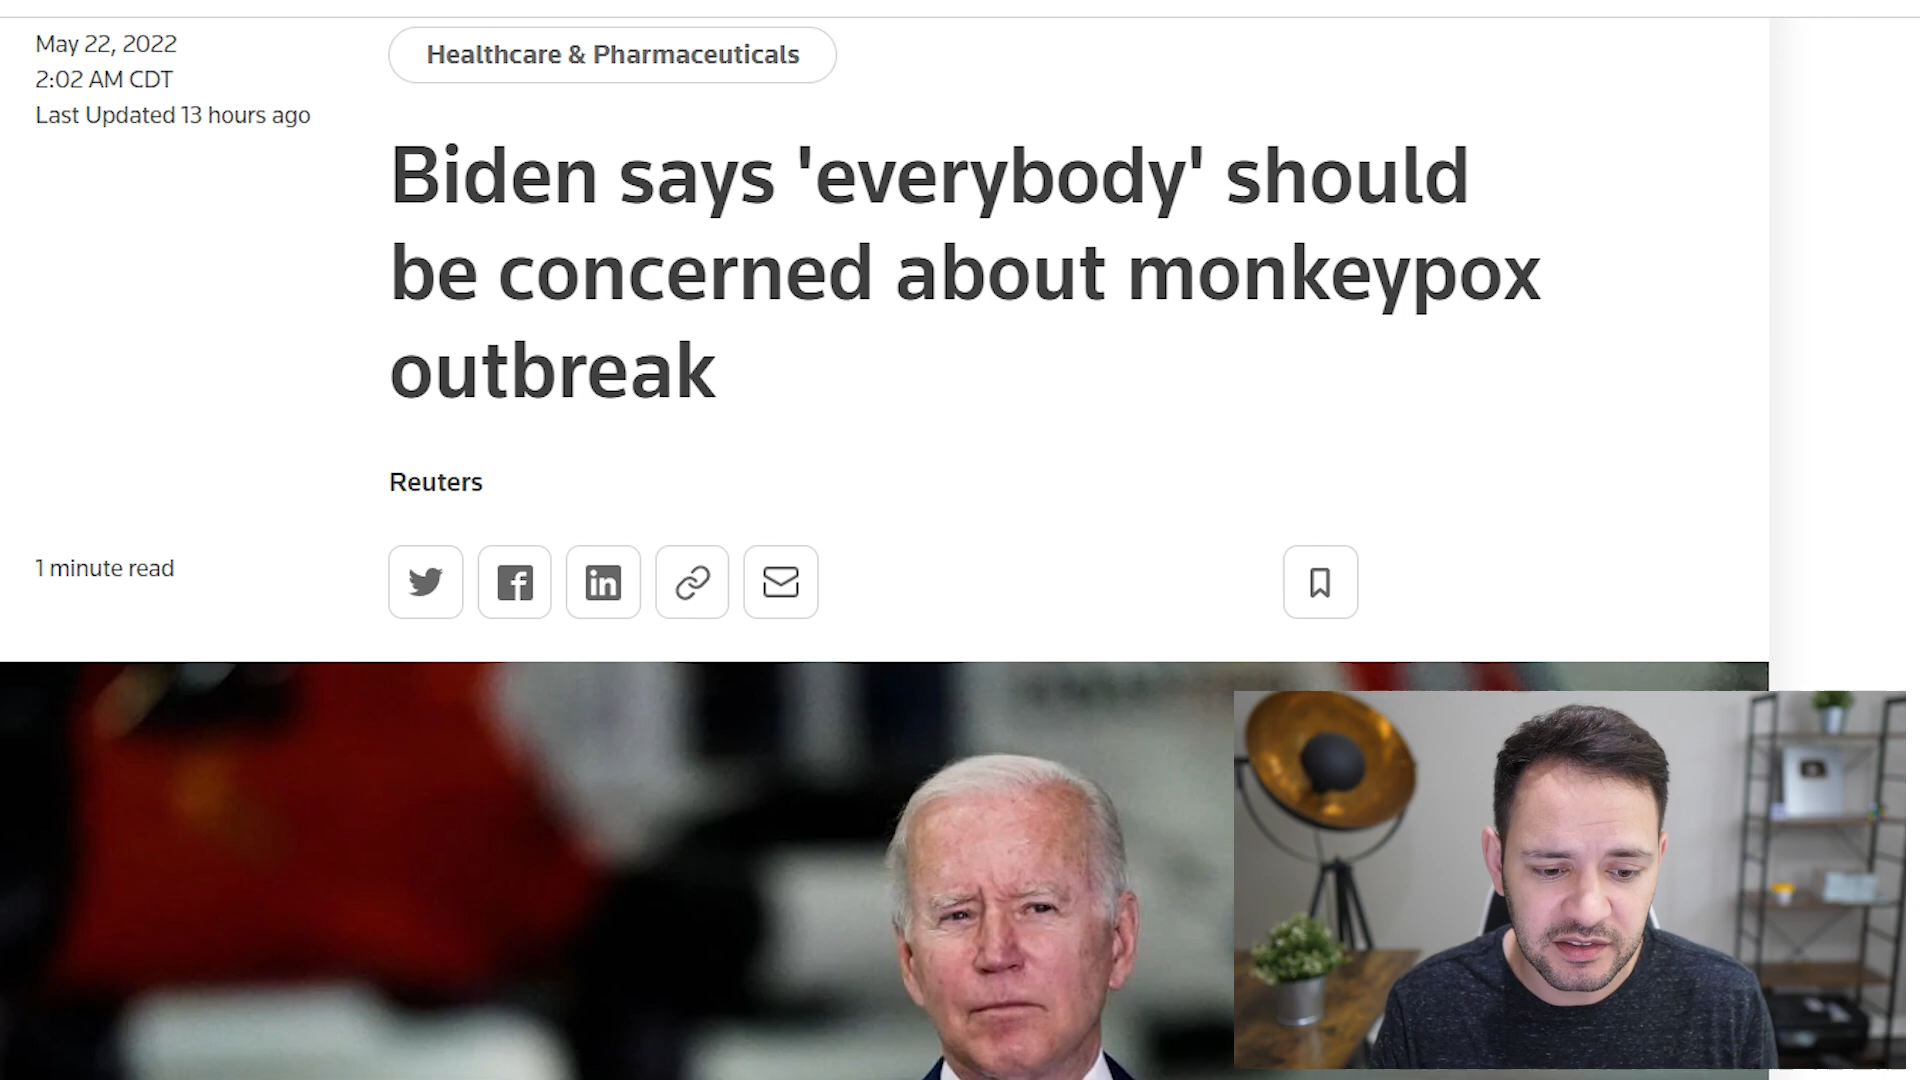 May 22, 2022
2:02 AM CDT
Last Updated 13 hours ago
Healthcare & Pharmaceuticals
Biden says 'everybody' should
be concerned about monkeypox
outbreak
Reuters
1 minute read